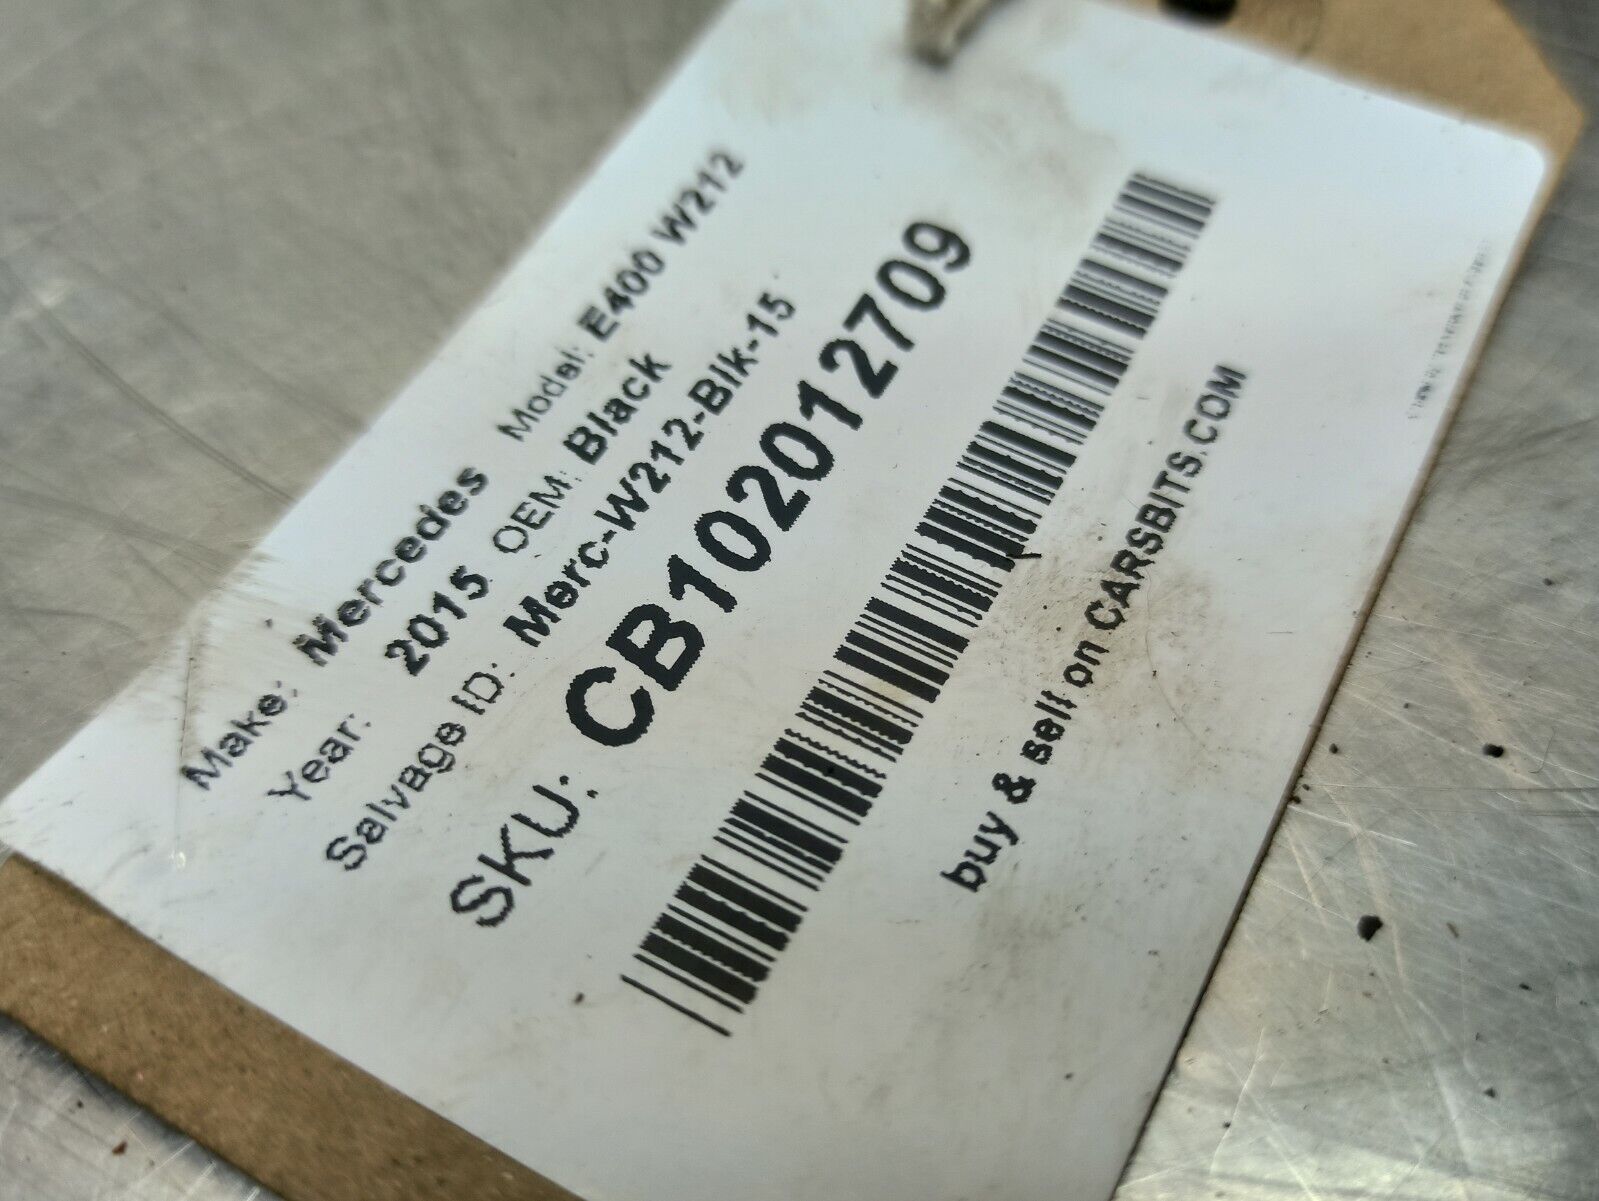 Make: Mercedes Model: E400 W212
Year: 2015 OEM: Black
Salvage ID: Merc-W212-Blk-15
SKU: CB1020012709
buy & sell on CARSBITS.COM